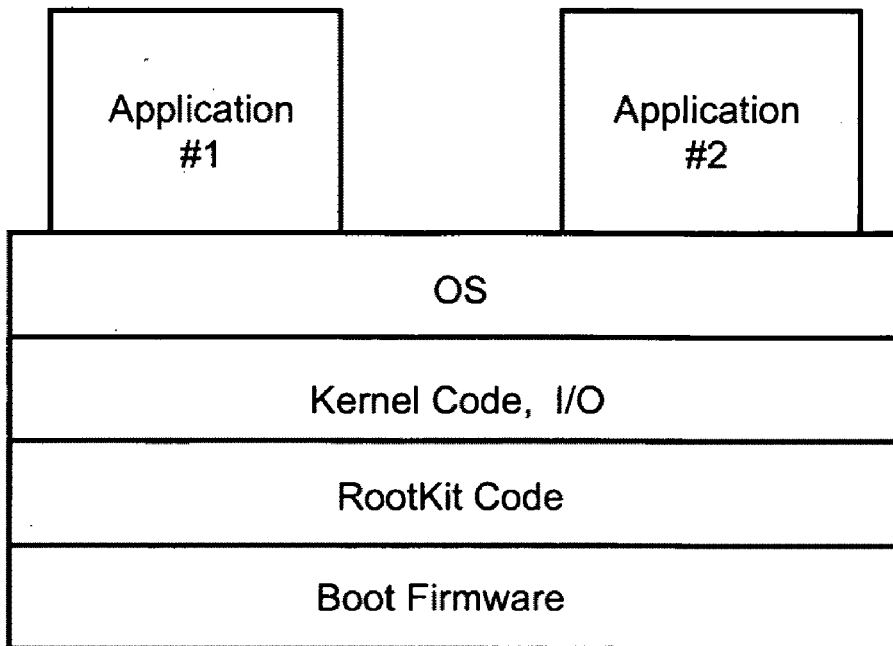 Application
#1
Application
#2
OS
Kernel Code, I/O
RootKit Code
Boot Firmware